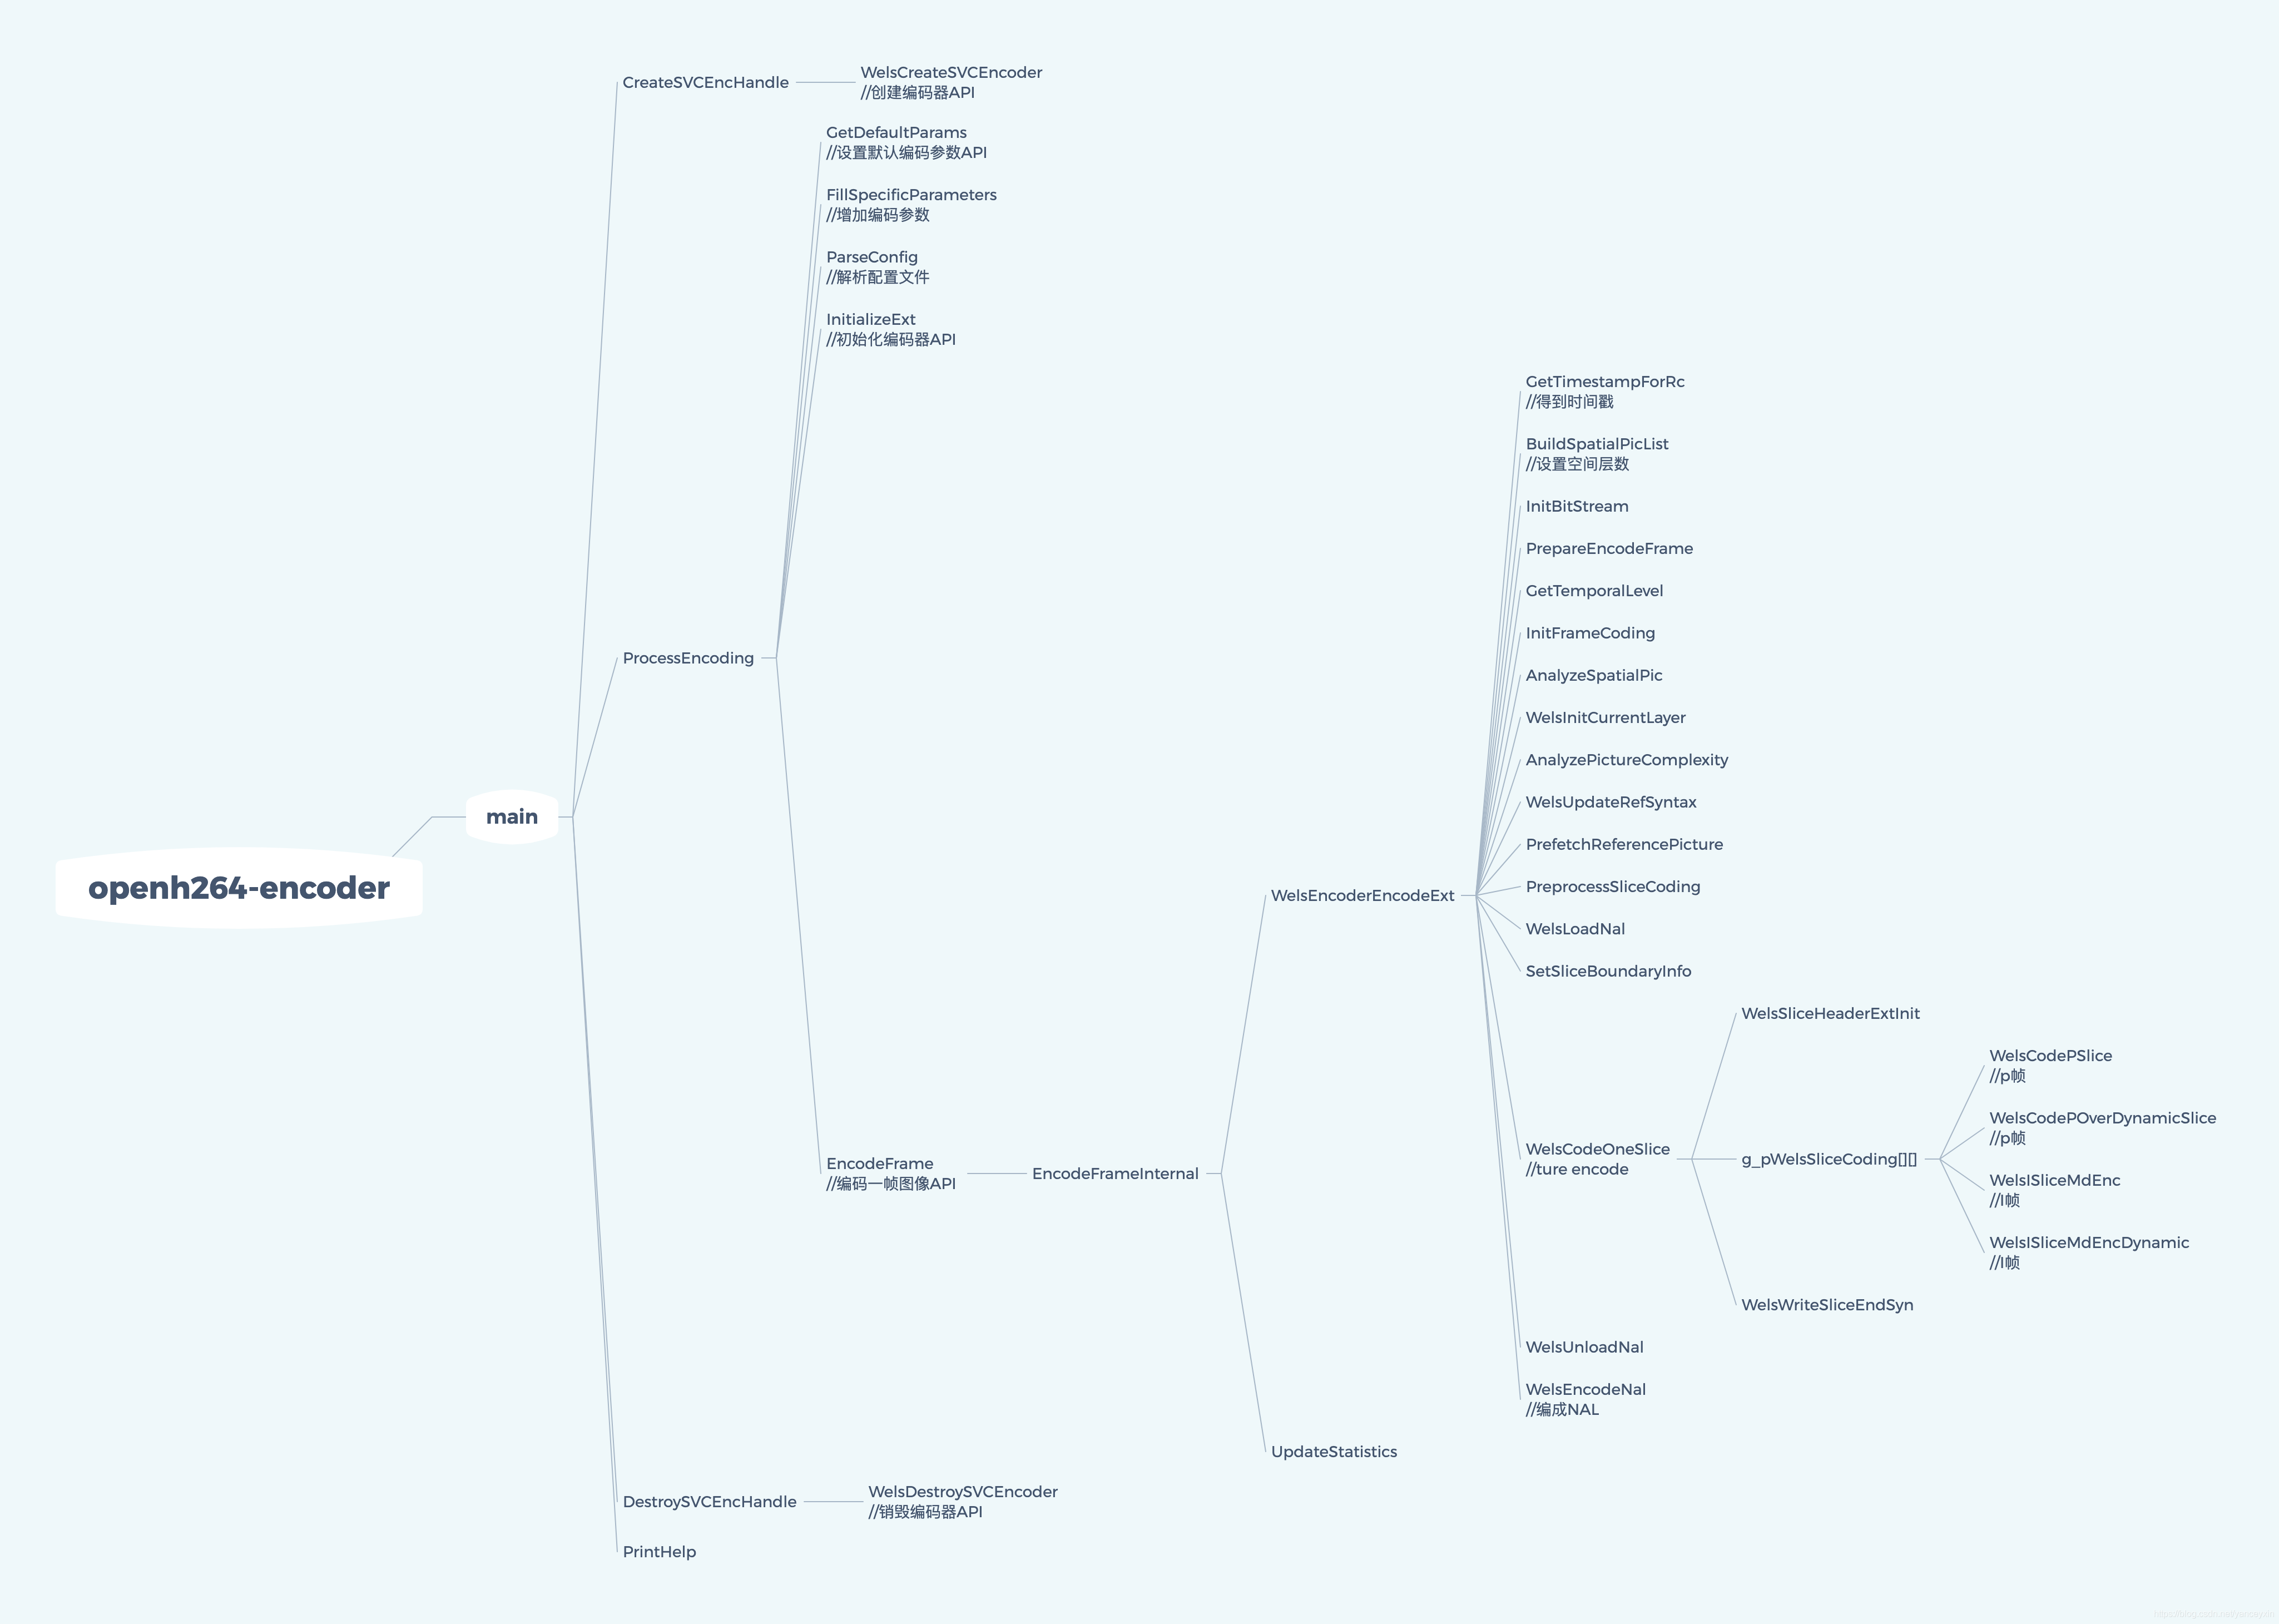 openh264-encoder
main
CreateSVCEncHandle
WelsCreateSVCEncoder
//创建编码器API
ProcessEncoding
GetDefaultParams
//设置默认编码参数API
FillSpecificParameters
//增加编码参数
ParseConfig
//解析配置文件
InitializeExt
//初始化编码器API
EncodeFrame
//编码一帧图像API
EncodeFrameInternal
WelsEncoderEncodeExt
GetTimestampForRc
//得到时间戳
BuildSpatialPicList
//设置空间层数
InitBitStream
PrepareEncodeFrame
GetTemporalLevel
InitFrameCoding
AnalyzeSpatialPic
WelsInitCurrentLayer
AnalyzePictureComplexity
WelsUpdateRefSyntax
PrefetchReferencePicture
PreprocessSliceCoding
WelsLoadNal
SetSliceBoundaryInfo
WelsCodeOneSlice
//ture encode
WelsSliceHeaderExtInit
g_pWelsSliceCoding[][]
WelsCodePSlice
//p帧
WelsCodePOverDynamicSlice
//p帧
WelsISliceMdEnc
//I帧
WelsISliceMdEncDynamic
//I帧
WelsWriteSliceEndSyn
WelsUnloadNal
WelsEncodeNal
//编成NAL
UpdateStatistics
DestroySVCEncHandle
WelsDestroySVCEncoder
//销毁编码器API
PrintHelp